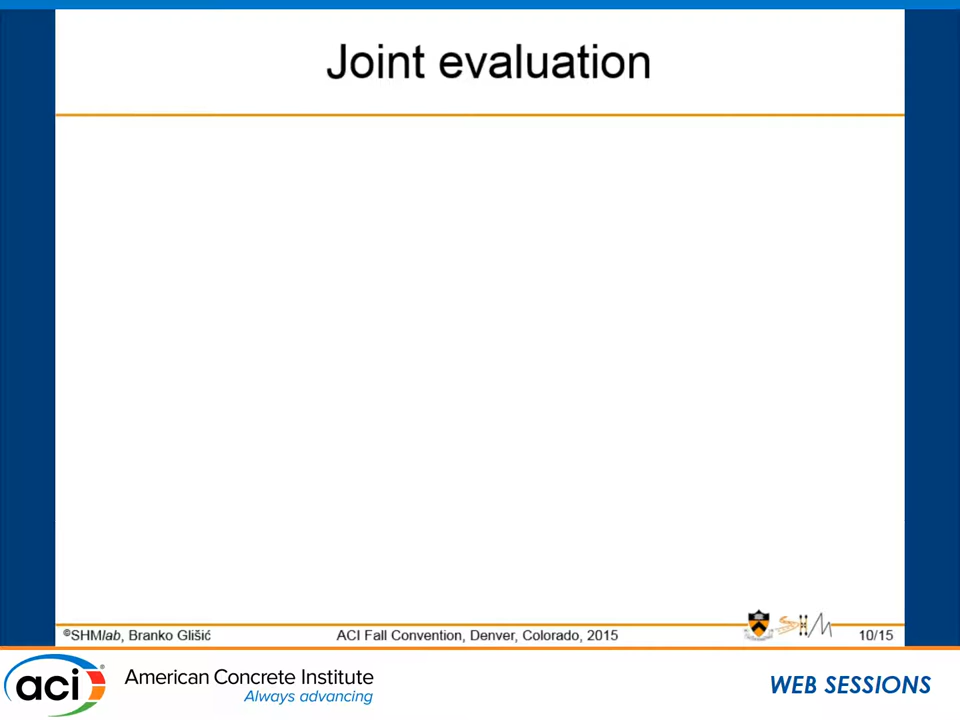 Joint evaluation
©SHMlab, Branko Glišić
ACI Fall Convention, Denver, Colorado, 2015
SHM
10/15
aci®
American Concrete Institute
Always advancing
WEB SESSIONS